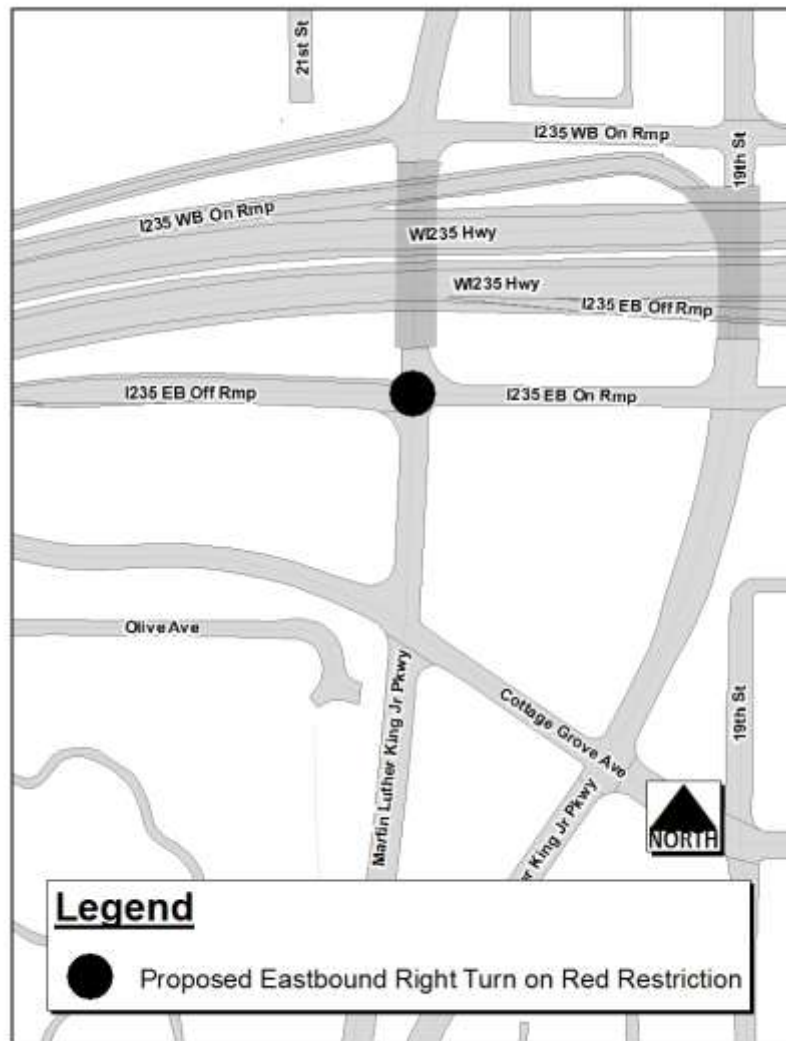 21st St
I235 WB On Rmp
19th St
I235 WB On Rmp
WI235 Hwy
WI235 Hwy
I235 EB Off Rmp
I235 EB Off Rmp
I235 EB On Rmp
Olive Ave
Martin Luther King Jr Pkwy
Cottage Grove Ave
19th St
er King Jr Pkwy
NORTH
Legend
Proposed Eastbound Right Turn on Red Restriction